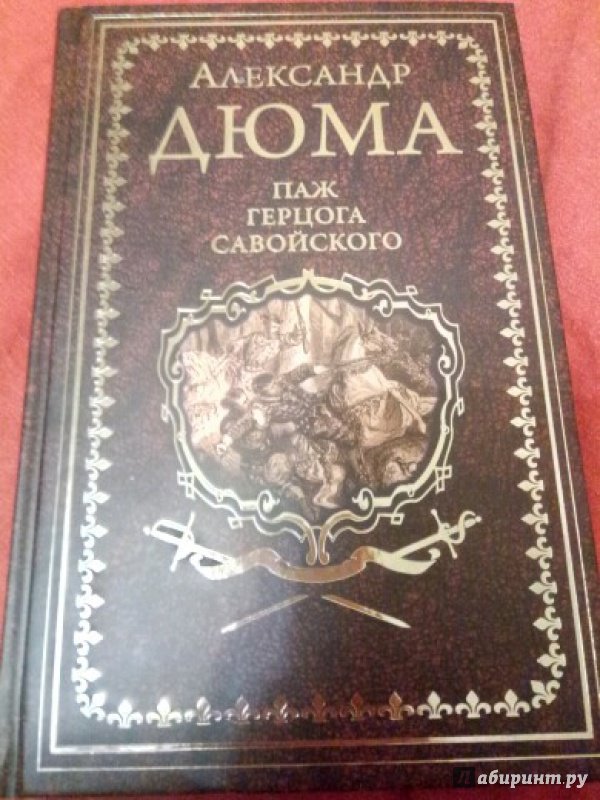 Александр
ДЮМА
ПАЖ
ГЕРЦОГА
САВОЙСКОГО
Лабиринт.ру